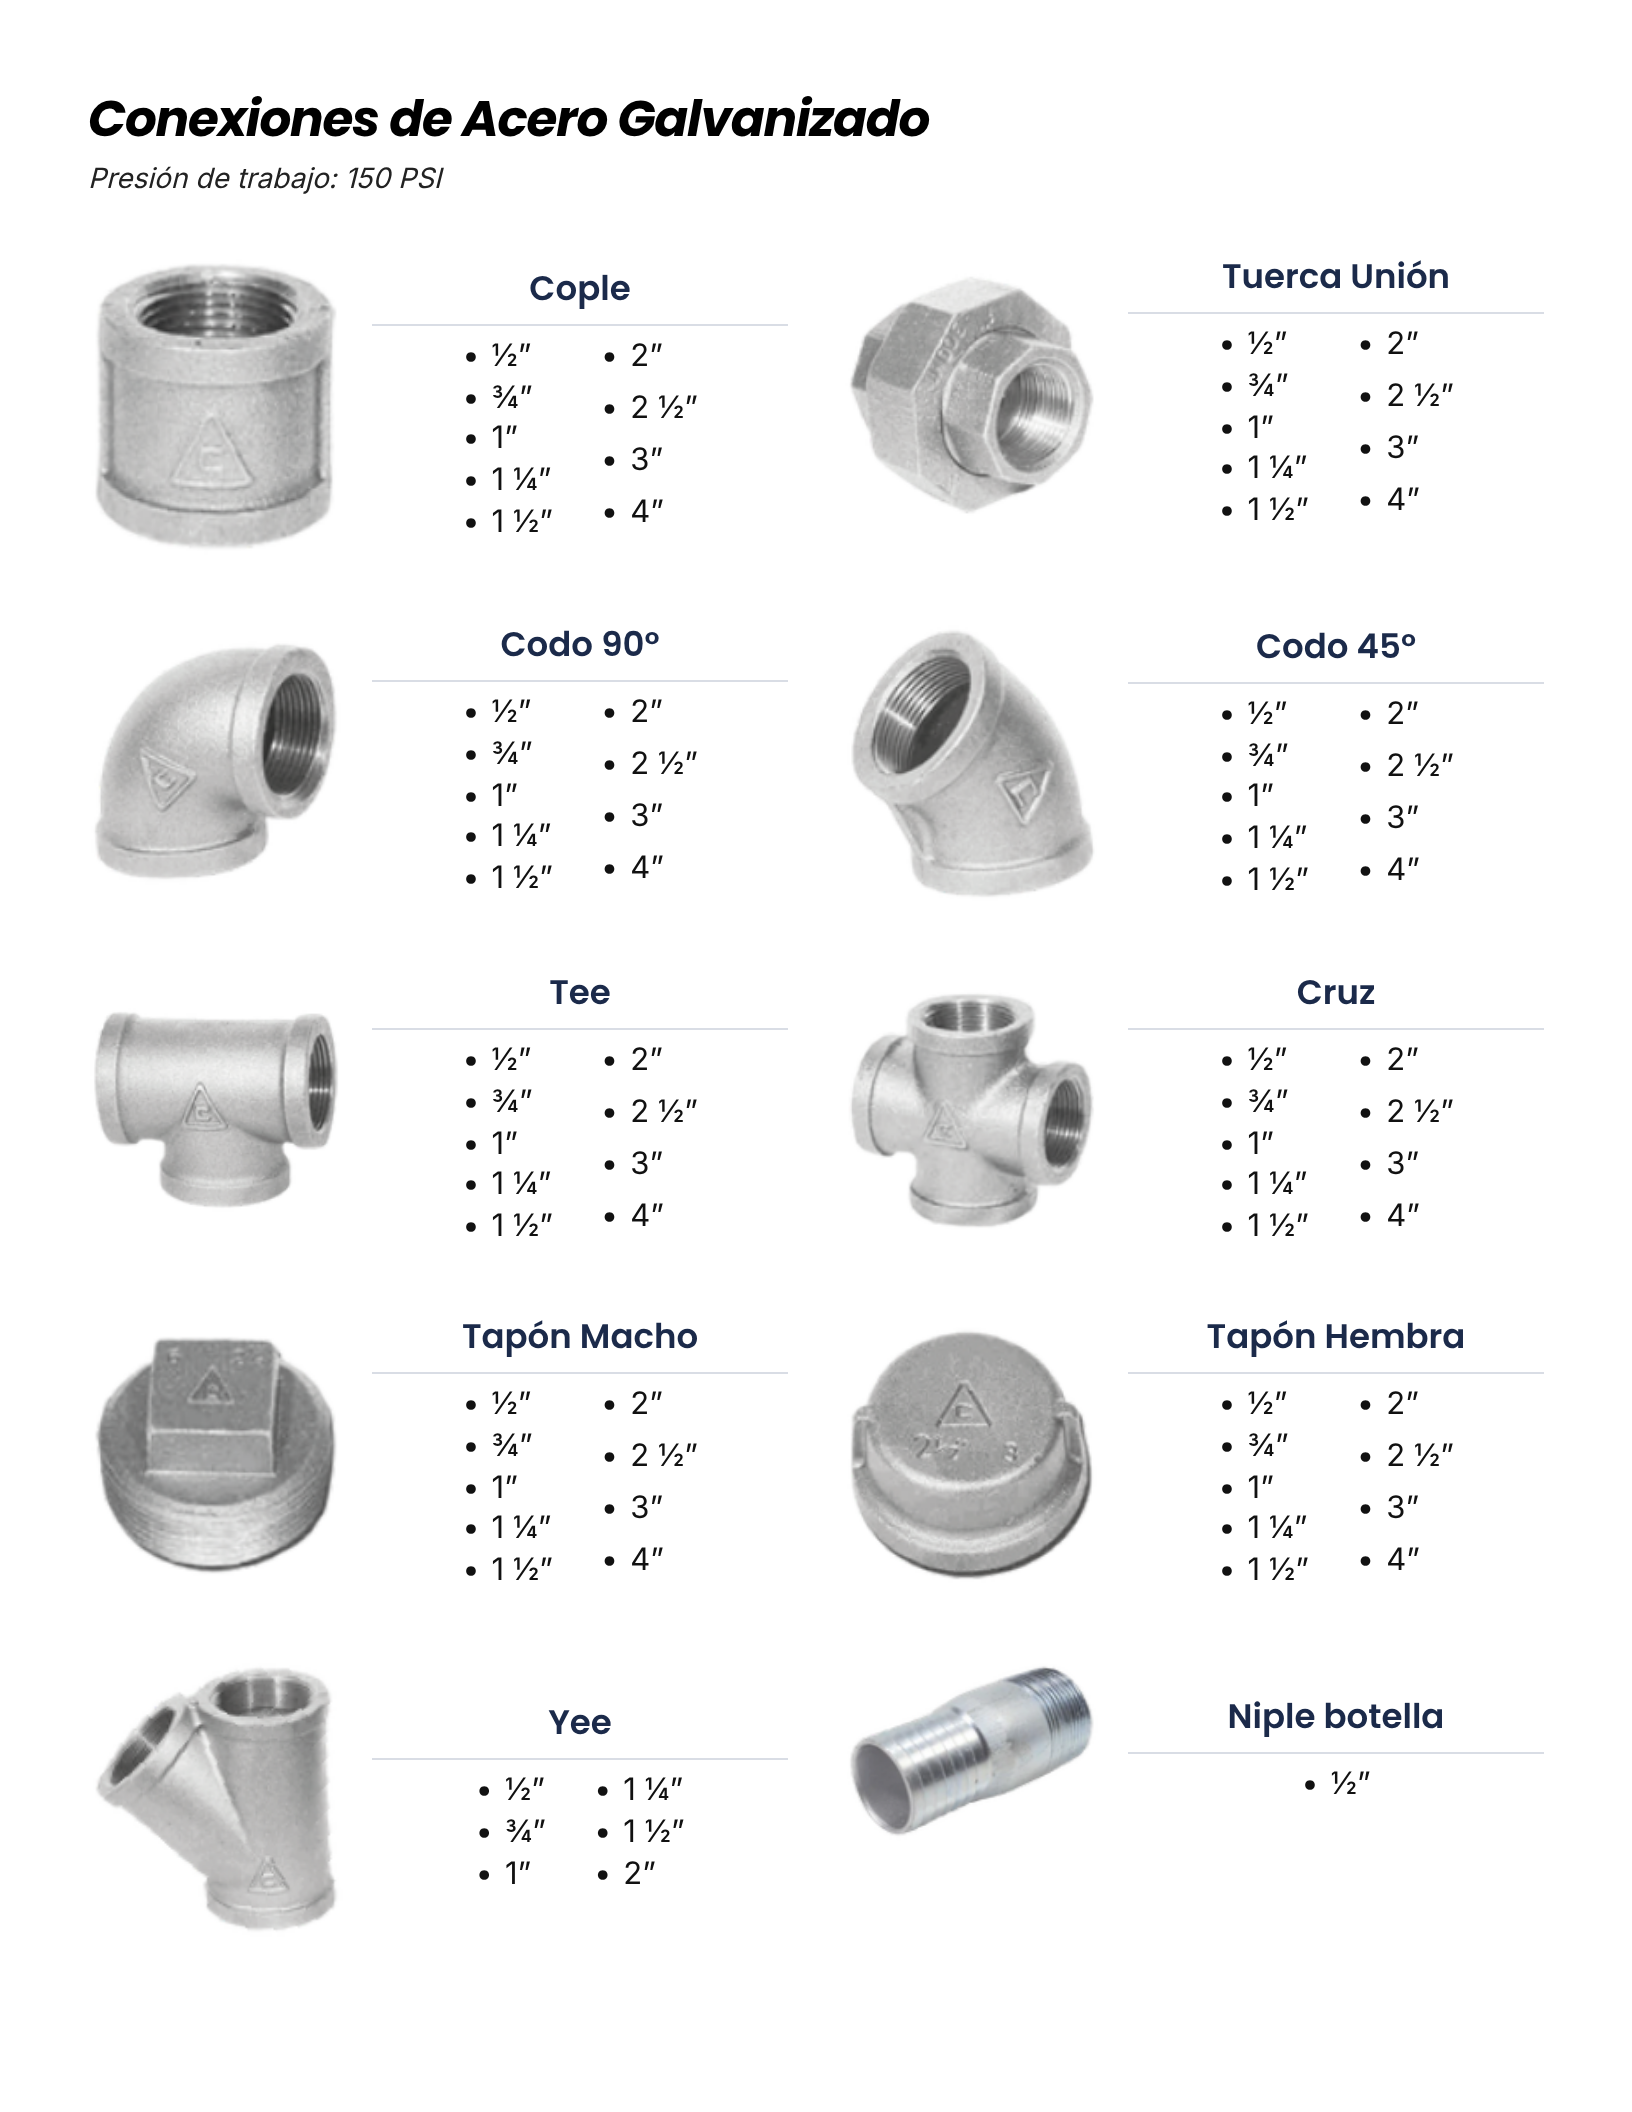 Conexiones de Acero Galvanizado
Presión de trabajo: 150 PSI
Cople
• ½”
• ¾”
• 1”
• 1 ¼”
• 1 ½”
• 2”
• 2 ½”
• 3”
• 4”
Tuerca Unión
• ½”
• ¾”
• 1”
• 1 ¼”
• 1 ½”
• 2”
• 2 ½”
• 3”
• 4”
Codo 90°
• ½”
• ¾”
• 1”
• 1 ¼”
• 1 ½”
• 2”
• 2 ½”
• 3”
• 4”
Codo 45°
• ½”
• ¾”
• 1”
• 1 ¼”
• 1 ½”
• 2”
• 2 ½”
• 3”
• 4”
Tee
• ½”
• ¾”
• 1”
• 1 ¼”
• 1 ½”
• 2”
• 2 ½”
• 3”
• 4”
Cruz
• ½”
• ¾”
• 1”
• 1 ¼”
• 1 ½”
• 2”
• 2 ½”
• 3”
• 4”
Tapón Macho
• ½”
• ¾”
• 1”
• 1 ¼”
• 1 ½”
• 2”
• 2 ½”
• 3”
• 4”
Tapón Hembra
• ½”
• ¾”
• 1”
• 1 ¼”
• 1 ½”
• 2”
• 2 ½”
• 3”
• 4”
Yee
• ½”
• ¾”
• 1”
• 1 ¼”
• 1 ½”
• 2”
Niple botella
• ½”